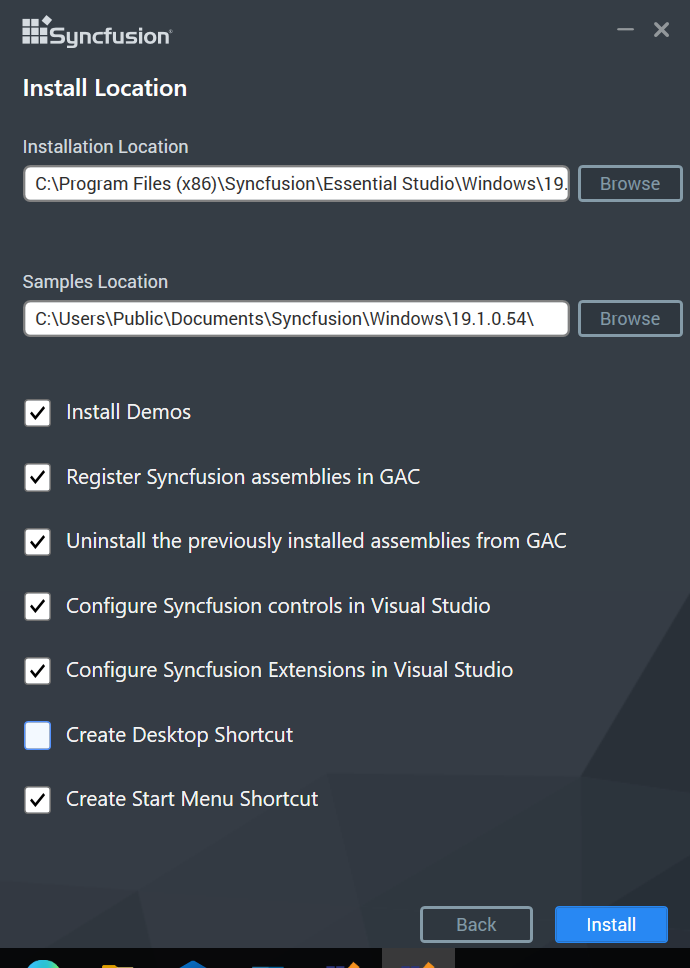 Syncfusion
Install Location
Installation Location
C:\Program Files (x86)\Syncfusion\Essential Studio\Windows\19.
Browse
Samples Location
C:\Users\Public\Documents\Syncfusion\Windows\19.1.0.54\
Browse
Install Demos
Register Syncfusion assemblies in GAC
Uninstall the previously installed assemblies from GAC
Configure Syncfusion controls in Visual Studio
Configure Syncfusion Extensions in Visual Studio
Create Desktop Shortcut
Create Start Menu Shortcut
Back
Install